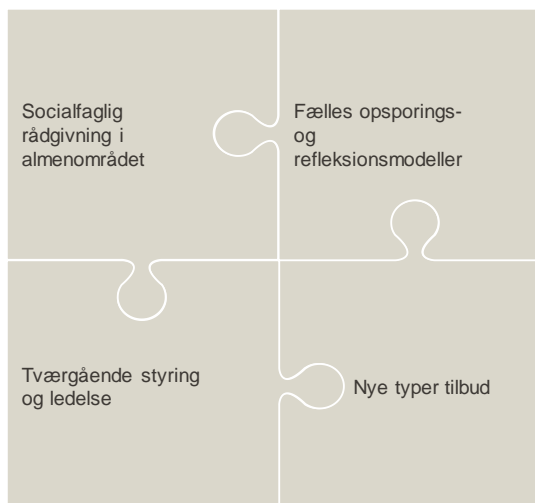 Socialfaglig
rådgivning i
almenområdet
Fælles opsporings-
og
refleksionsmodeller
Tværgående styring
og ledelse
Nye typer tilbud